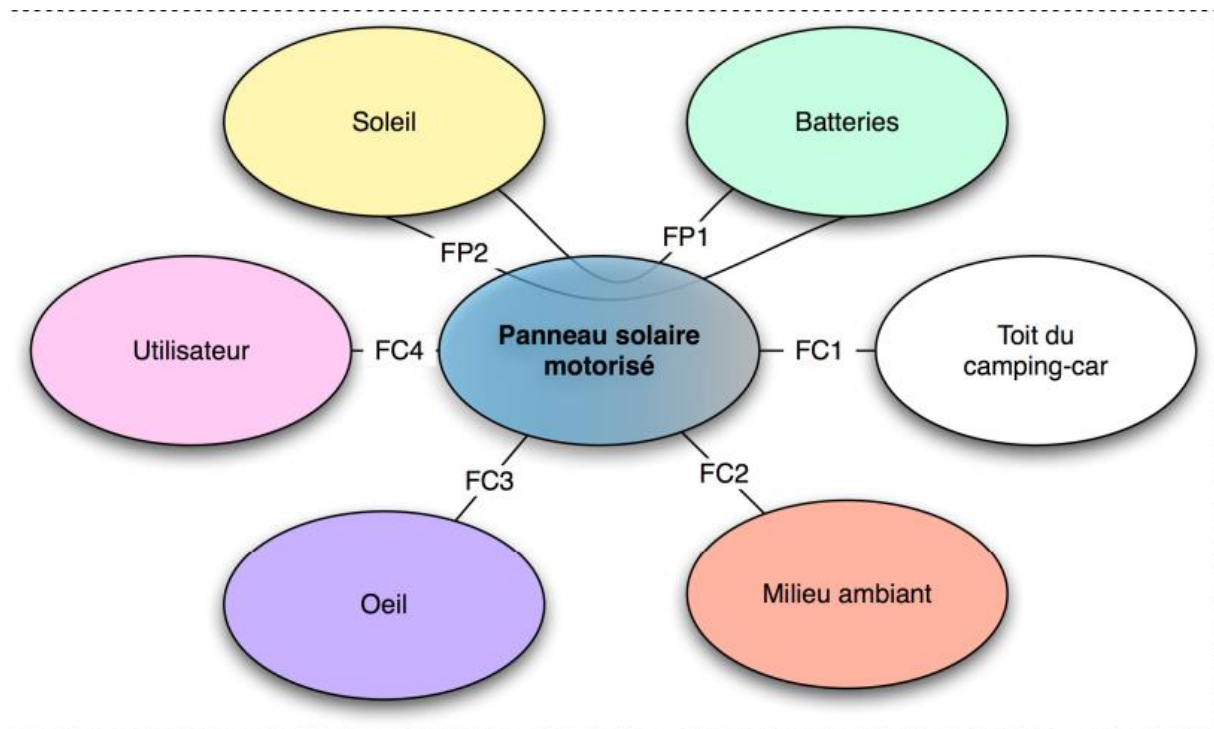 Soleil
Batteries
FP1
FP2
Utilisateur
FC4
Panneau solaire
motorisé
FC1
Toit du
camping-car
FC3
FC2
Oeil
Milieu ambiant